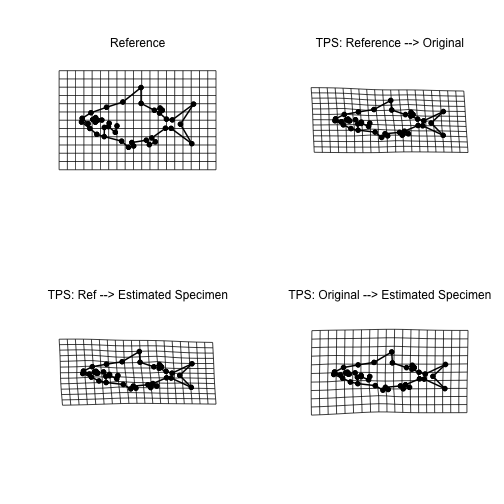 Reference
TPS: Reference --> Original
TPS: Ref --> Estimated Specimen
TPS: Original --> Estimated Specimen